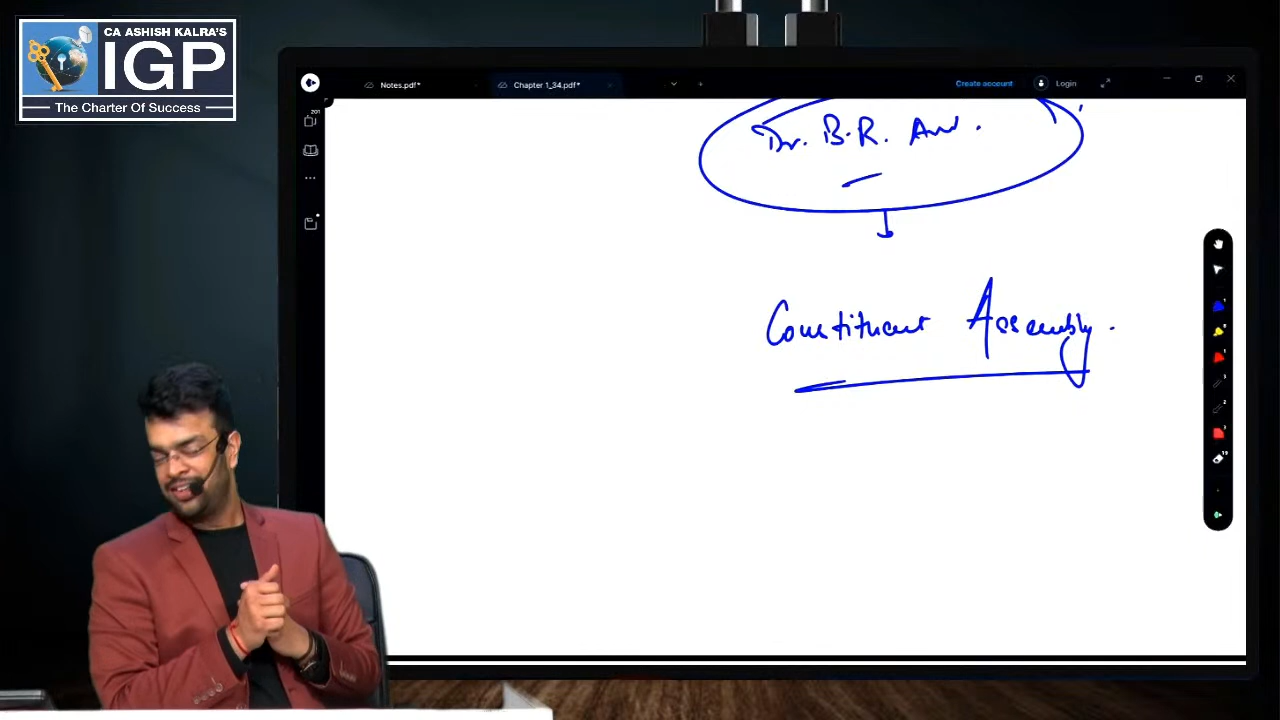 CA ASHISH KALRA'S
IGP
The Charter Of Success
Notes.pdf*
Chapter 1_34.pdf*
Create account
Login
201
Dr. B.R.
Constituent Assembly.